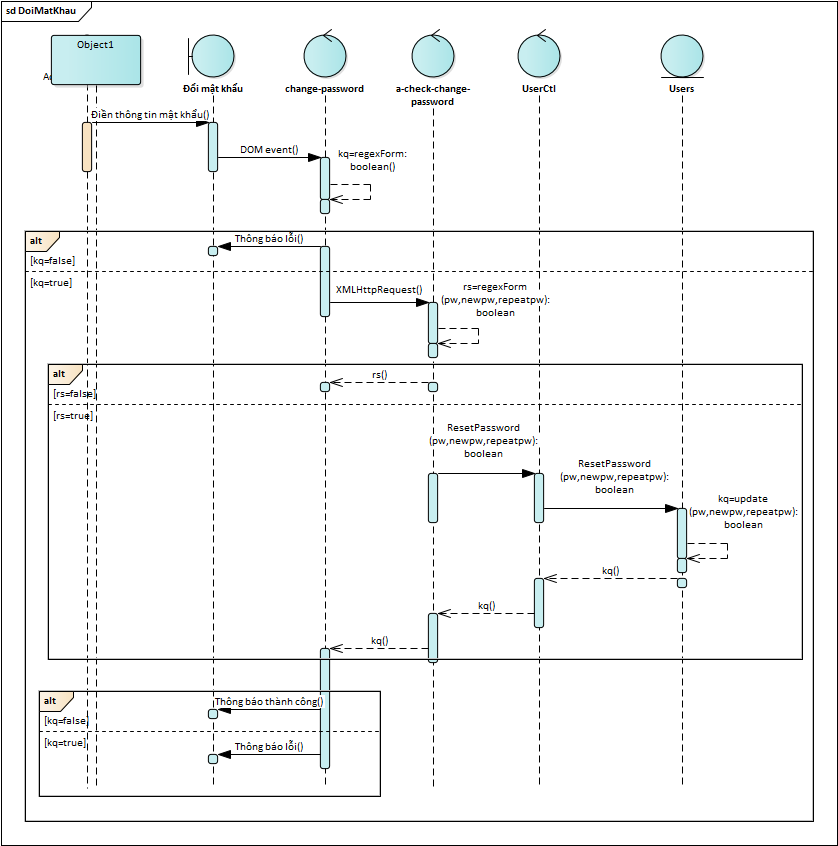 sd DoiMatKhau
Object1
Ac
Đổi mật khẩu
change-password
a-check-change-
password
UserCtl
Users
Điền thông tin mật khẩu()
DOM event()
kq=regexForm:
boolean()
alt
Thông báo lỗi()
[kq=false]
[kq=true]
XMLHttpRequest()
rs=regexForm
(pw,newpw,repeatpw):
boolean
alt
rs()
[rs=false]
[rs=true]
ResetPassword
(pw,newpw,repeatpw):
boolean
ResetPassword
(pw,newpw,repeatpw):
boolean
kq=update
(pw,newpw,repeatpw):
boolean
kq()
kq()
kq()
alt
Thông báo thành công()
[kq=false]
[kq=true]
Thông báo lỗi()